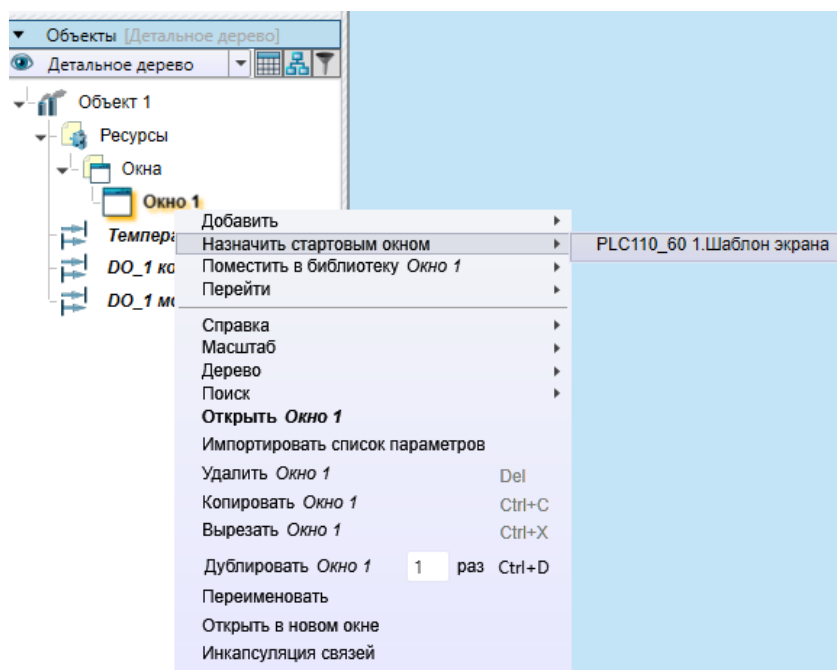 Объекты [Детальное дерево]
Детальное дерево
Объект 1
Ресурсы
Окна
Окно 1
Добавить
Назначить стартовым окном PLC110_60 1.Шаблон экрана
DO_1
Поместить в библиотеку Окно 1
Перейти
DO_1
Справка
Масштаб
Дерево
Поиск
Открыть Окно 1
Импортировать список параметров
Удалить Окно 1 Del
Копировать Окно 1 Ctrl+C
Вырезать Окно 1 Ctrl+X
Дублировать Окно 1 1 раз Ctrl+D
Переименовать
Открыть в новом окне
Инкапсуляция связей